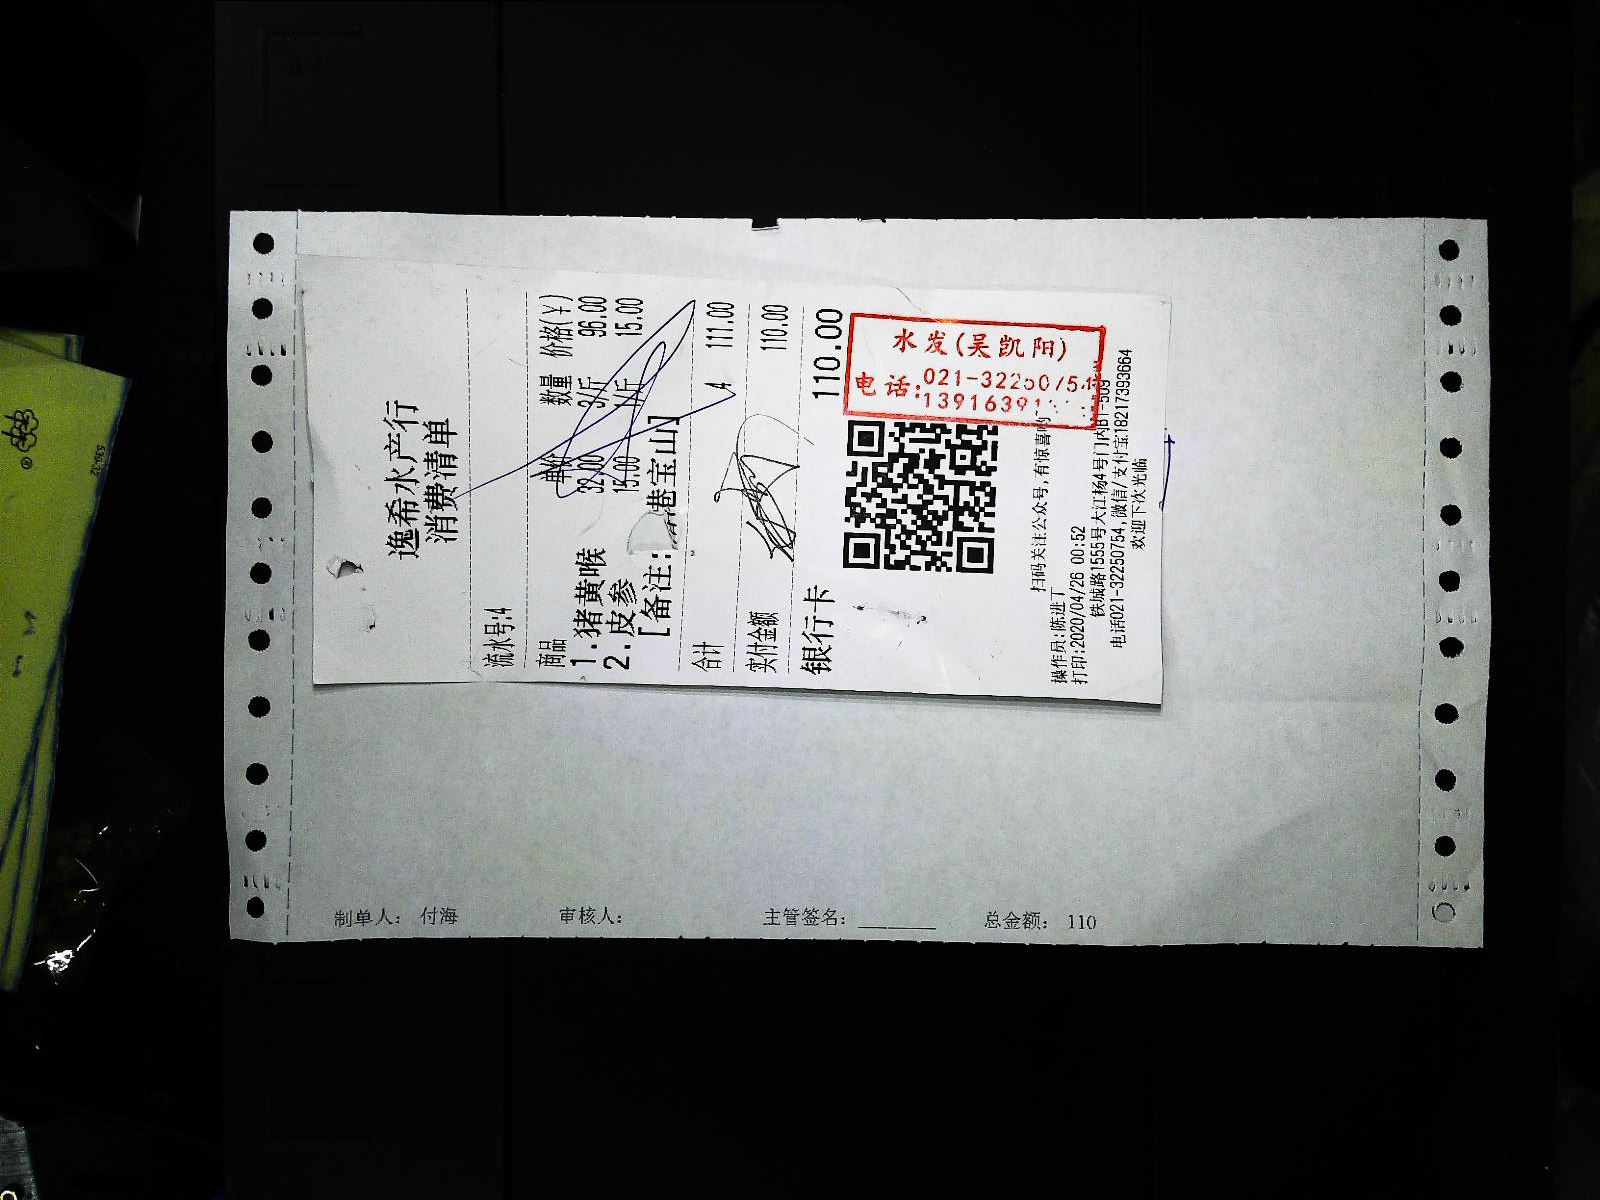 逸希水产行
消费清单
流水号:4
商品 单价 数量 价格(¥)
1.猪黄喉 32.00 3/斤 96.00
2.皮参 15.00 1/斤 15.00
[备注: 港宝山]
合计 4 111.00
实付金额 110.00
银行卡 110.00
水发(吴凯阳)
电话:021-32250754
13916391
扫码关注公众号,有惊喜哟
操作员:陈进丁
打印:2020/04/26 00:52
铁城路1555号大江杨4号门内B1-509
电话021-32250754,微信/支付宝18217393664
欢迎下次光临
制单人: 付海 审核人: 主管签名: 总金额: 110